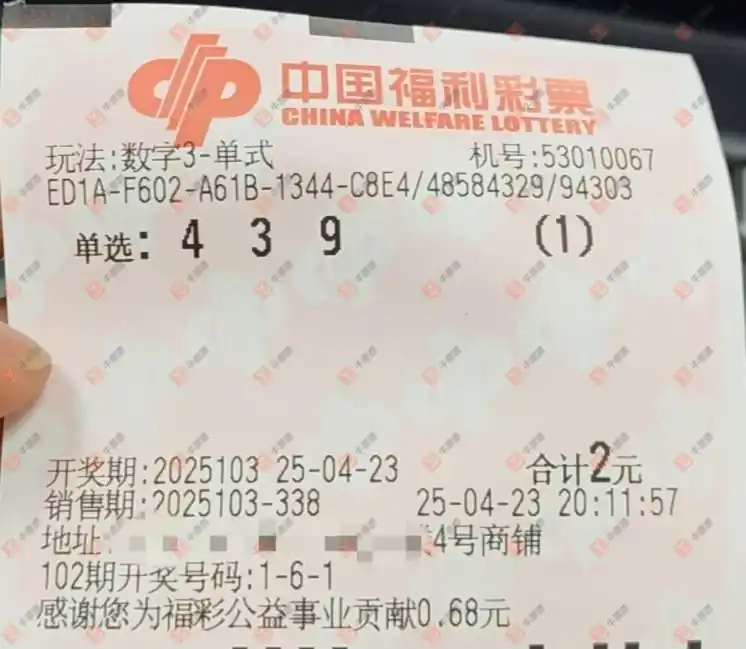 中国福利彩票
CHINA WELFARE LOTTERY
玩法:数字3-单式 机号:53010067
ED1A-F602-A61B-1344-C8E4/48584329/94303
单选: 4 3 9 (1)
开奖期:2025103 25-04-23 合计2元
销售期:2025103-338 25-04-23 20:11:57
地址: 4号商铺
102期开奖号码:1-6-1
感谢您为福彩公益事业贡献0.68元